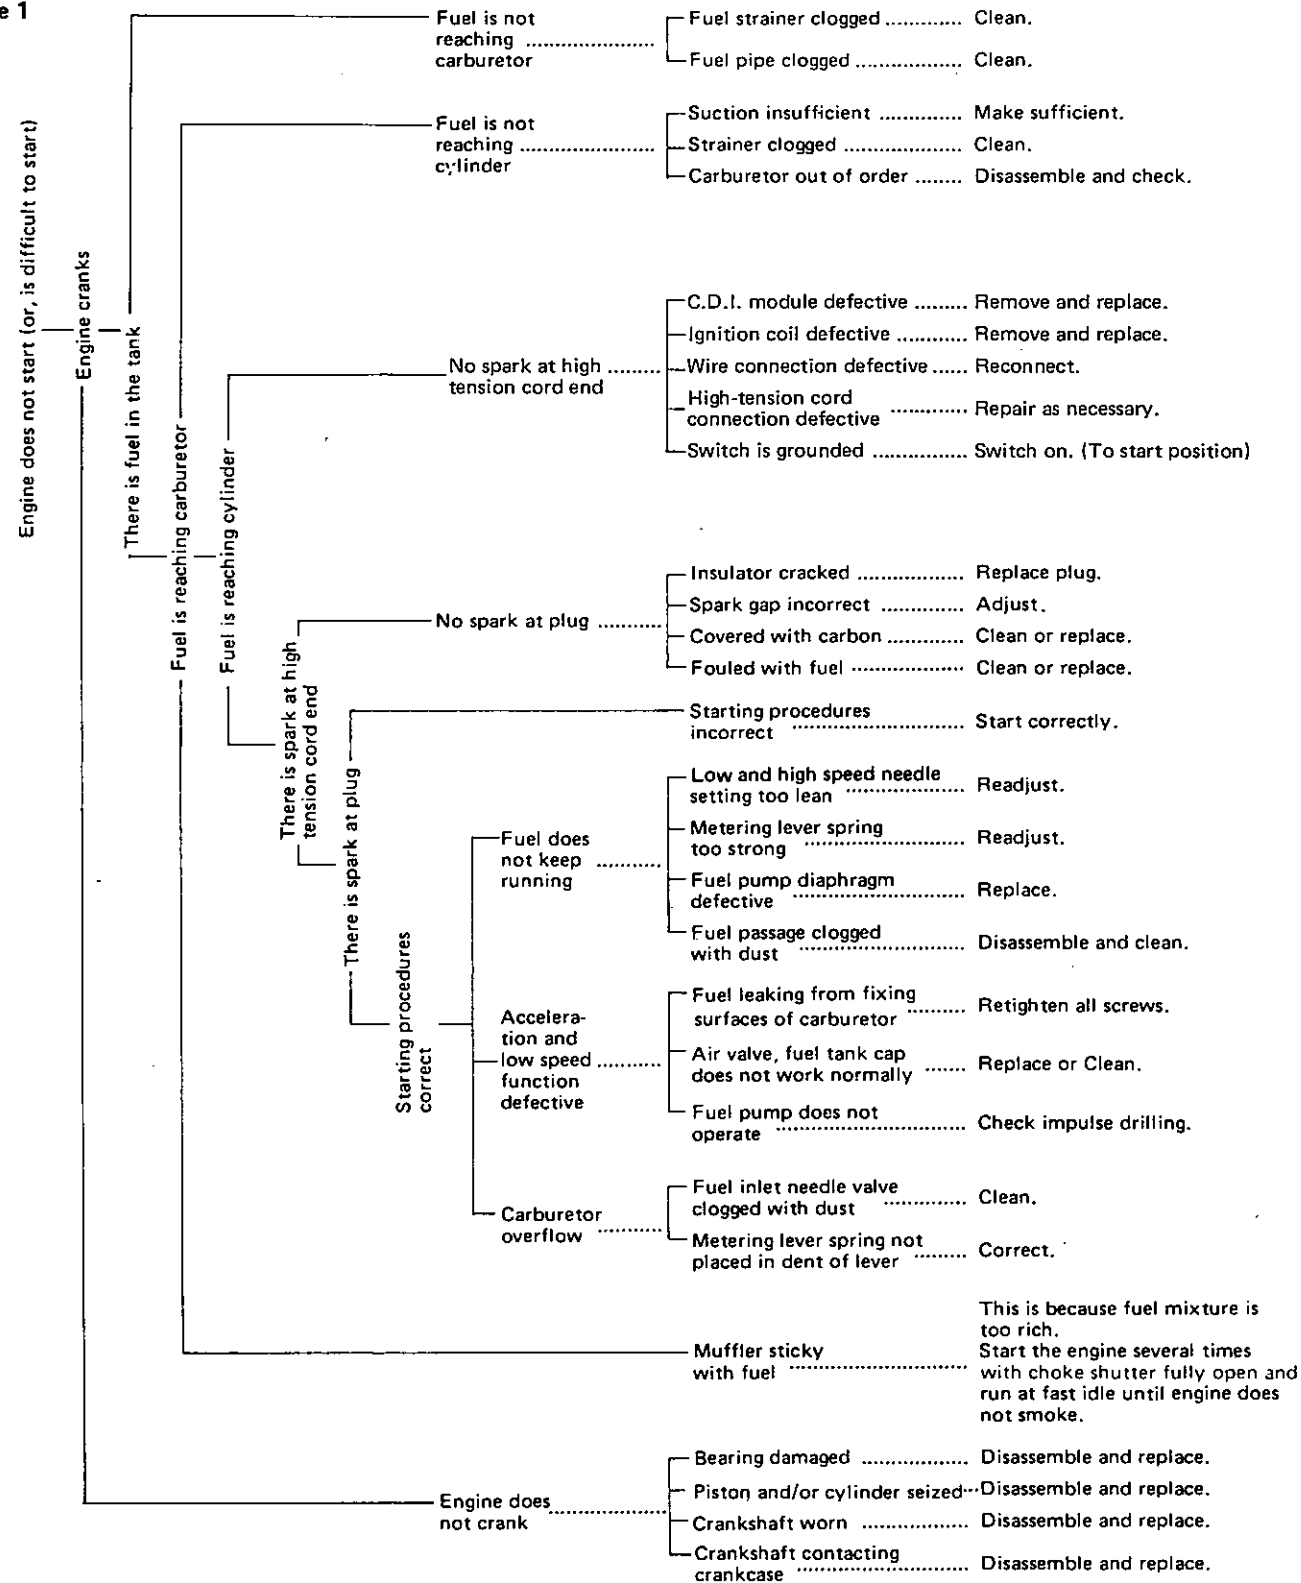 e 1
Engine does not start (or, is difficult to start)
Engine cranks
There is fuel in the tank
Fuel is reaching carburetor
Fuel is reaching cylinder
There is spark at high
tension cord end
There is spark at plug
Starting procedures
correct
Fuel is not
reaching ......................
carburetor
Fuel strainer clogged ............. Clean.
Fuel pipe clogged .................. Clean.
Fuel is not
reaching .......................
cylinder
Suction insufficient .............. Make sufficient.
Strainer clogged .................... Clean.
Carburetor out of order ........ Disassemble and check.
No spark at high .........
tension cord end
C.D.I. module defective ......... Remove and replace.
Ignition coil defective ............ Remove and replace.
Wire connection defective ...... Reconnect.
High-tension cord
connection defective ............. Repair as necessary.
Switch is grounded ................ Switch on. (To start position)
No spark at plug ...........
Insulator cracked .................. Replace plug.
Spark gap incorrect .............. Adjust.
Covered with carbon ............. Clean or replace.
Fouled with fuel ................... Clean or replace.
Starting procedures
incorrect ............................. Start correctly.
Fuel does
not keep ...........
running
Low and high speed needle
setting too lean .................... Readjust.
Metering lever spring
too strong ........................... Readjust.
Fuel pump diaphragm
defective ............................. Replace.
Fuel passage clogged
with dust ............................ Disassemble and clean.
Accelera-
tion and
low speed ...........
function
defective
Fuel leaking from fixing
surfaces of carburetor .......... Retighten all screws.
Air valve, fuel tank cap
does not work normally ....... Replace or Clean.
Fuel pump does not
operate ................................ Check impulse drilling.
Carburetor
overflow ...........
Fuel inlet needle valve
clogged with dust .............. Clean.
Metering lever spring not
placed in dent of lever ......... Correct.
Muffler sticky
with fuel ..............................
This is because fuel mixture is
too rich.
Start the engine several times
with choke shutter fully open and
run at fast idle until engine does
not smoke.
Engine does
not crank ....................
Bearing damaged .................. Disassemble and replace.
Piston and/or cylinder seized...Disassemble and replace.
Crankshaft worn .................. Disassemble and replace.
Crankshaft contacting
crankcase ............................. Disassemble and replace.